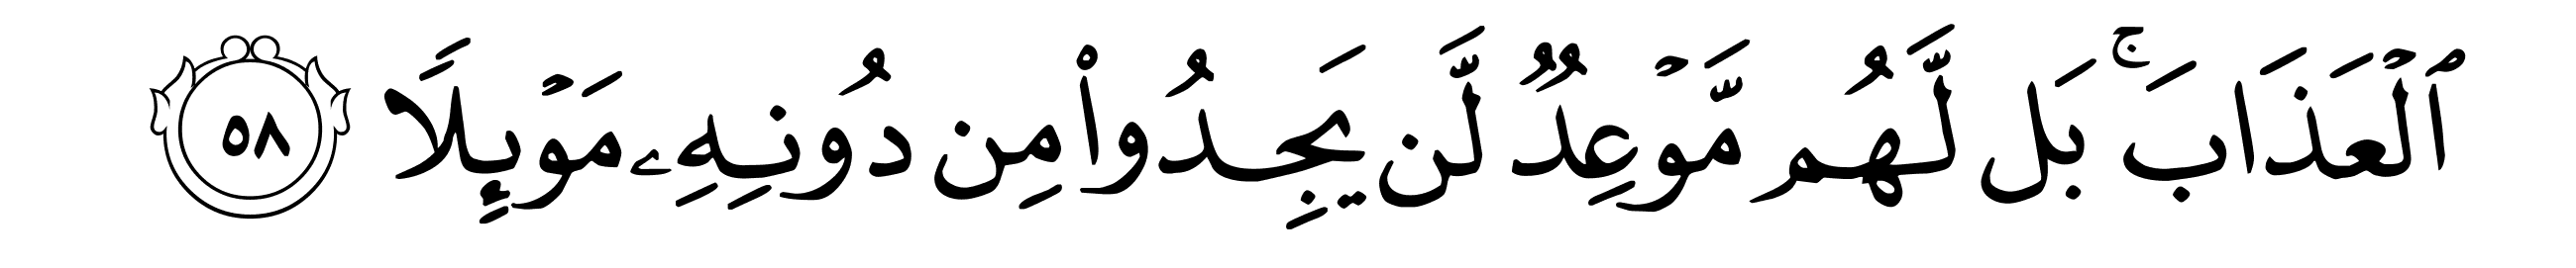 ٱلۡعَذَابَۚ بَل لَّهُم مَّوۡعِدٞ لَّن يَجِدُواْ مِن دُونِهِۦ مَوۡئِلٗا ٥٨